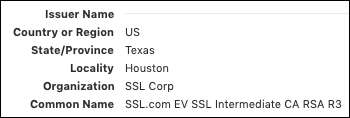 Issuer Name
Country or Region US
State/Province Texas
Locality Houston
Organization SSL Corp
Common Name SSL.com EV SSL Intermediate CA RSA R3